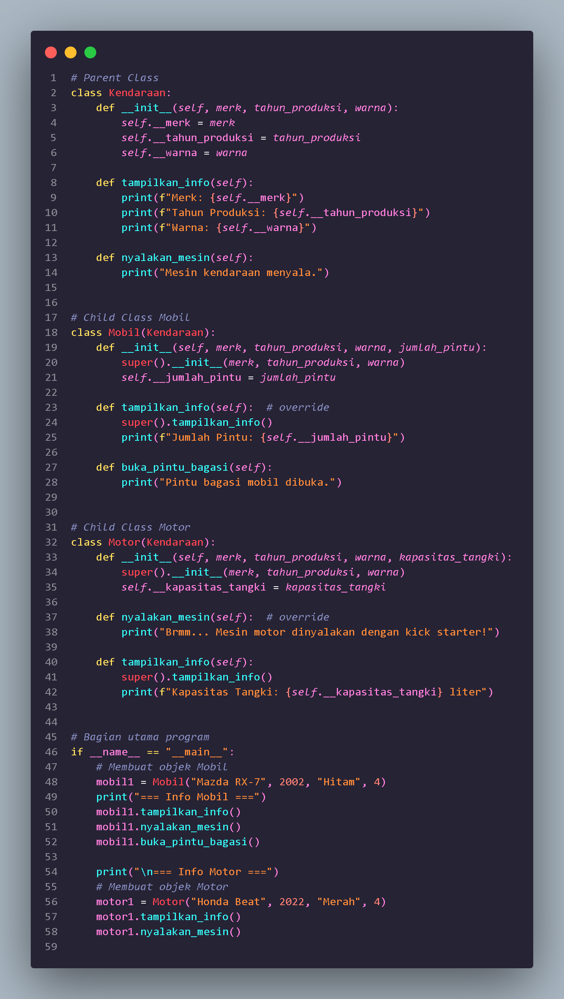 1 # Parent Class
2 class Kendaraan:
3     def __init__(self, merk, tahun_produksi, warna):
4         self.__merk = merk
5         self.__tahun_produksi = tahun_produksi
6         self.__warna = warna
7
8     def tampilkan_info(self):
9         print(f"Merk: {self.__merk}")
10         print(f"Tahun Produksi: {self.__tahun_produksi}")
11         print(f"Warna: {self.__warna}")
12
13     def nyalakan_mesin(self):
14         print("Mesin kendaraan menyala.")
15
16
17 # Child Class Mobil
18 class Mobil(Kendaraan):
19     def __init__(self, merk, tahun_produksi, warna, jumlah_pintu):
20         super().__init__(merk, tahun_produksi, warna)
21         self.__jumlah_pintu = jumlah_pintu
22
23     def tampilkan_info(self):  # override
24         super().tampilkan_info()
25         print(f"Jumlah Pintu: {self.__jumlah_pintu}")
26
27     def buka_pintu_bagasi(self):
28         print("Pintu bagasi mobil dibuka.")
29
30
31 # Child Class Motor
32 class Motor(Kendaraan):
33     def __init__(self, merk, tahun_produksi, warna, kapasitas_tangki):
34         super().__init__(merk, tahun_produksi, warna)
35         self.__kapasitas_tangki = kapasitas_tangki
36
37     def nyalakan_mesin(self):  # override
38         print("Brmm... Mesin motor dinyalakan dengan kick starter!")
39
40     def tampilkan_info(self):
41         super().tampilkan_info()
42         print(f"Kapasitas Tangki: {self.__kapasitas_tangki} liter")
43
44
45 # Bagian utama program
46 if __name__ == "__main__":
47     # Membuat objek Mobil
48     mobil1 = Mobil("Mazda RX-7", 2002, "Hitam", 4)
49     print("=== Info Mobil ===")
50     mobil1.tampilkan_info()
51     mobil1.nyalakan_mesin()
52     mobil1.buka_pintu_bagasi()
53
54     print("\n=== Info Motor ===")
55     # Membuat objek Motor
56     motor1 = Motor("Honda Beat", 2022, "Merah", 4)
57     motor1.tampilkan_info()
58     motor1.nyalakan_mesin()
59